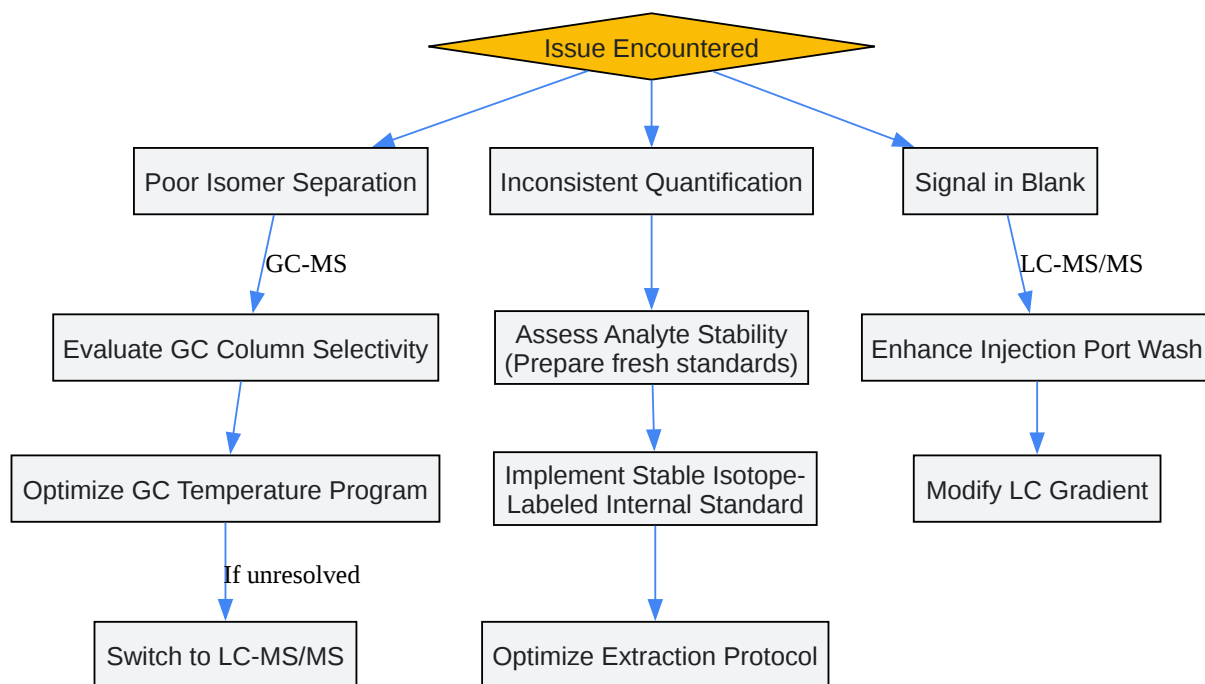 Issue Encountered
Poor Isomer Separation
Inconsistent Quantification
Signal in Blank
GC-MS
LC-MS/MS
Evaluate GC Column Selectivity
Assess Analyte Stability
(Prepare fresh standards)
Enhance Injection Port Wash
Optimize GC Temperature Program
Implement Stable Isotope-
Labeled Internal Standard
Modify LC Gradient
If unresolved
Switch to LC-MS/MS
Optimize Extraction Protocol